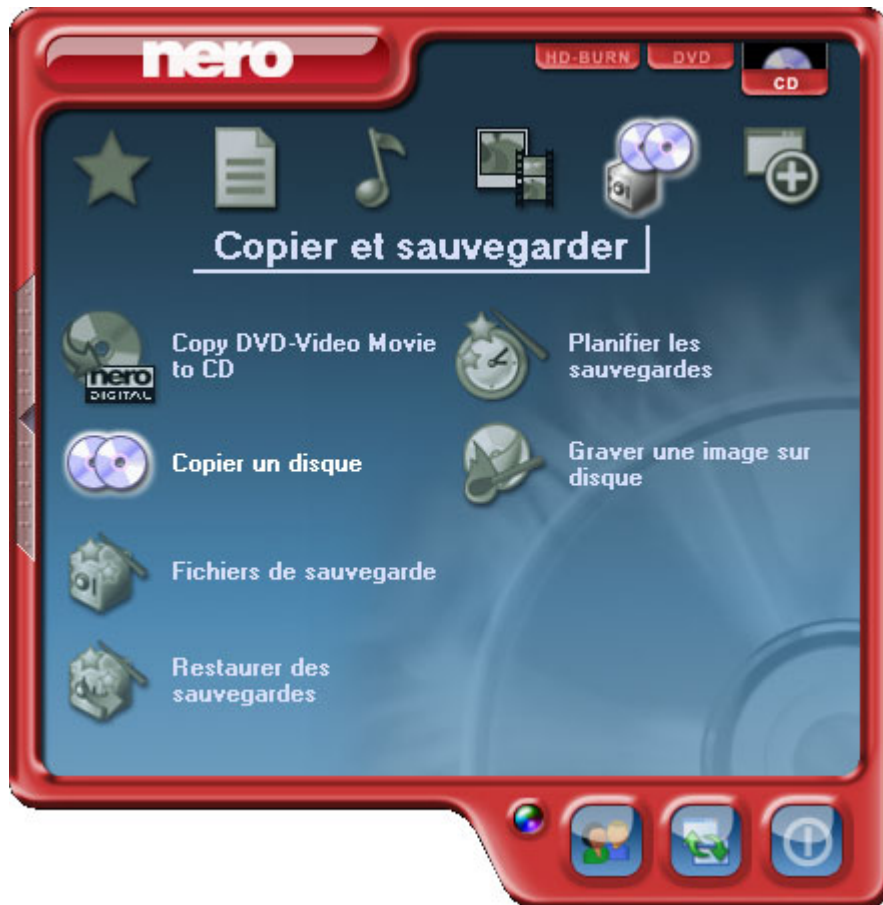 nero
HD-BURN
DVD
CD
Copier et sauvegarder
Copy DVD-Video Movie
to CD
nero
DIGITAL
Planifier les
sauvegardes
Copier un disque
Graver une image sur
disque
Fichiers de sauvegarde
Restaurer des
sauvegardes